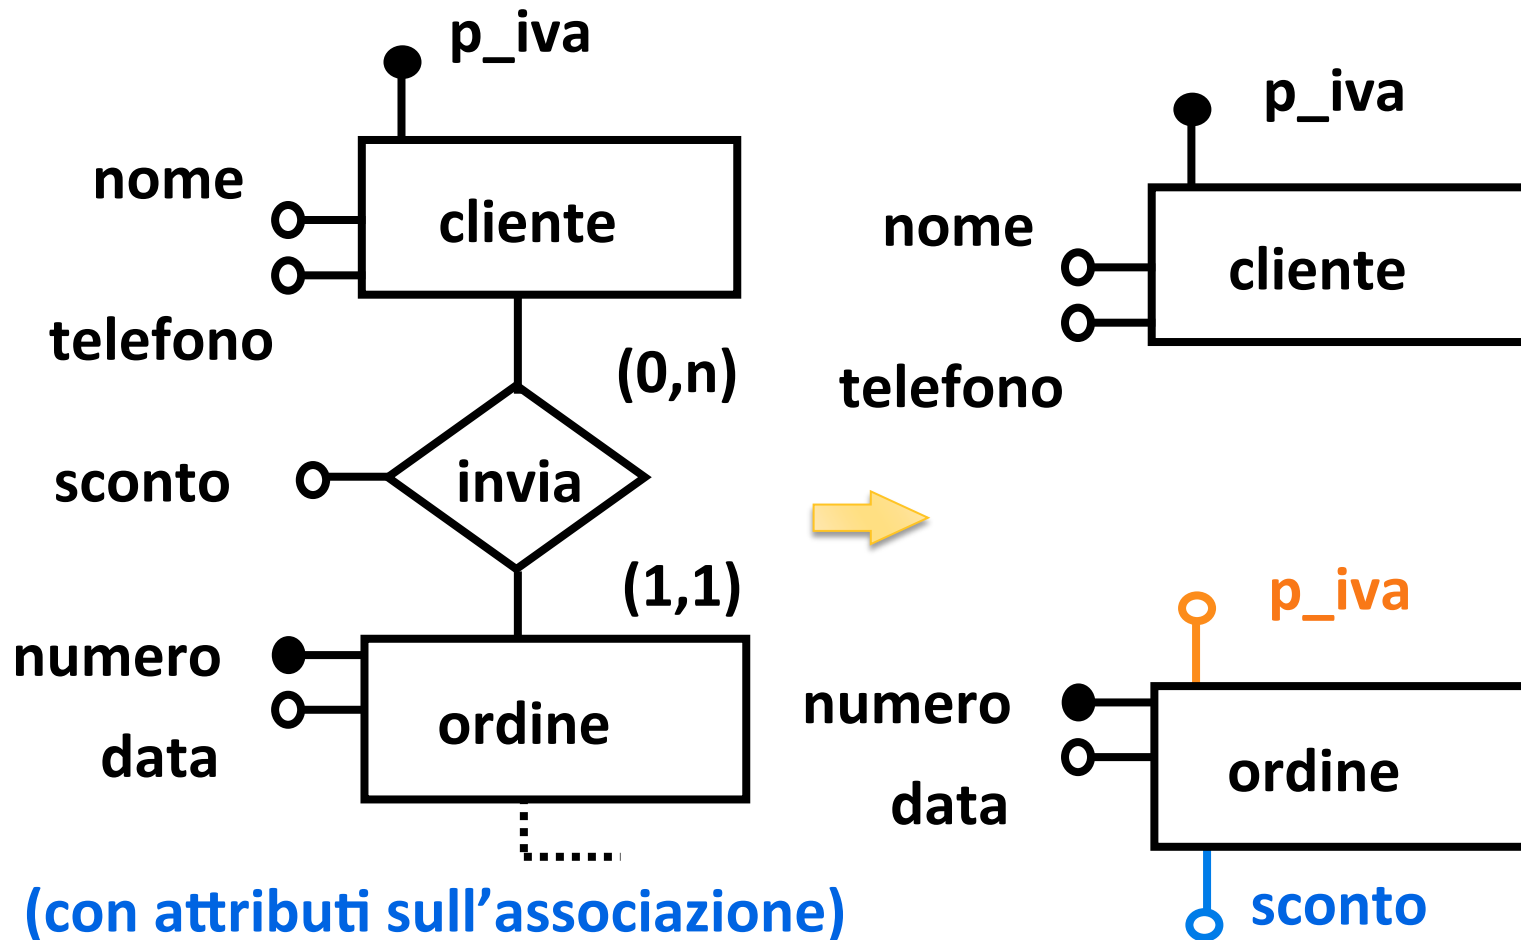 p_iva
nome
cliente
telefono
(0,n)
sconto
invia
(1,1)
numero
ordine
data
(con attributi sull'associazione)
p_iva
nome
cliente
telefono
p_iva
numero
ordine
data
sconto